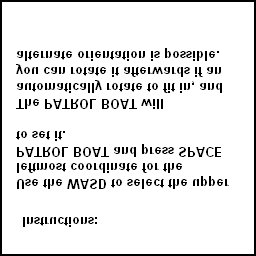 Instructions:
Use the WASD to select the upper
leftmost coordinate for the
PATROL BOAT and press SPACE
to set it.
The PATROL BOAT will
automatically rotate to fit in, and
you can rotate it afterwards if an
alternate orientation is possible.